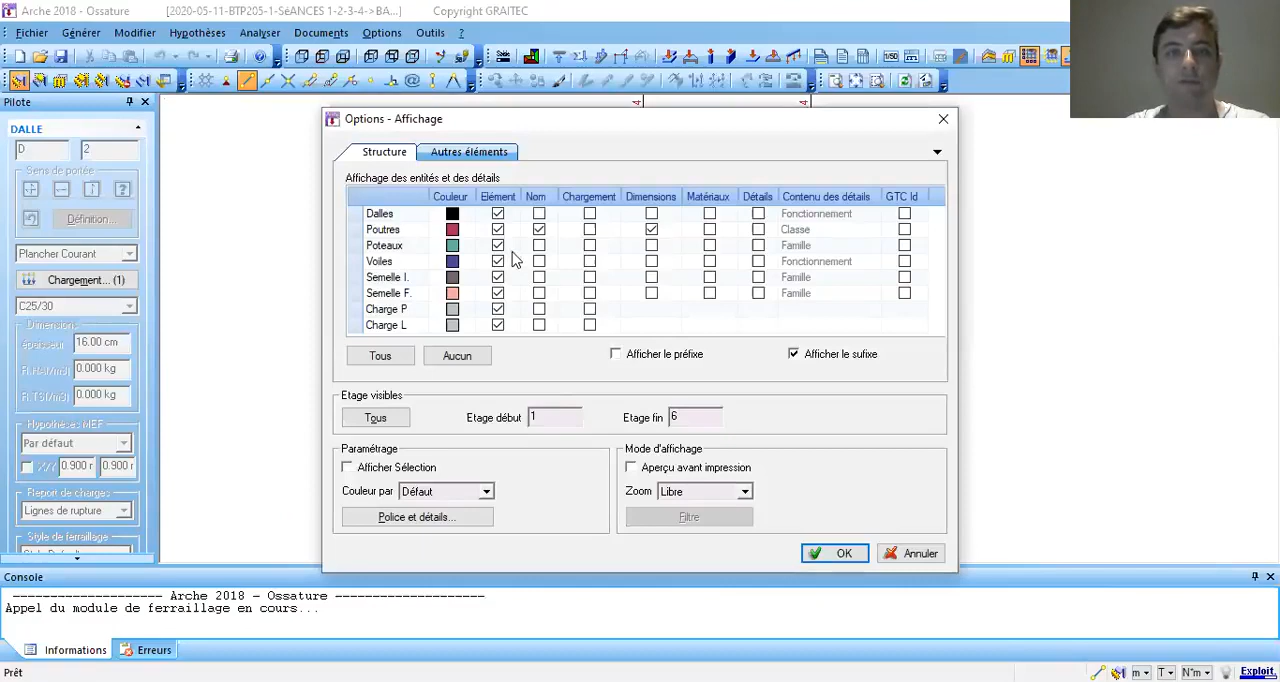 Arche 2018 - Ossature [2020-05-11-BTP205-1-SéANCES 1-2-3-4->BA...] Copyright GRAITEC
Fichier Générer Modifier Hypothèses Analyser Documents Options Outils ?
Pilote
DALLE
D 2
Sens de portée
Définition...
Plancher Courant
Chargement... (1)
C25/30
Dimensions
épaisseur 16.00 cm
0.000 kg
0.000 kg
Hypothèses MEF
Par défaut
X/Y 0.900 r 0.900 r
Report de charges
Lignes de rupture
Style de ferraillage
Options - Affichage
Structure Autres éléments
Affichage des entités et des détails
Couleur Elément Nom Chargement Dimensions Matériaux Détails Contenu des détails GTC Id
Dalles Fonctionnement
Poutres Classe
Poteaux Famille
Voiles Fonctionnement
Semelle I. Famille
Semelle F. Famille
Charge P
Charge L
Tous Aucun Afficher le préfixe Afficher le sufixe
Etage visibles
Tous Etage début 1 Etage fin 6
Paramétrage Mode d'affichage
Afficher Sélection Aperçu avant impression
Couleur par Défaut Zoom Libre
Police et détails... Filtre
OK Annuler
Console
-------------------- Arche 2018 - Ossature --------------------
Appel du module de ferraillage en cours...
Informations Erreurs
Prêt m T N°m Exploit.